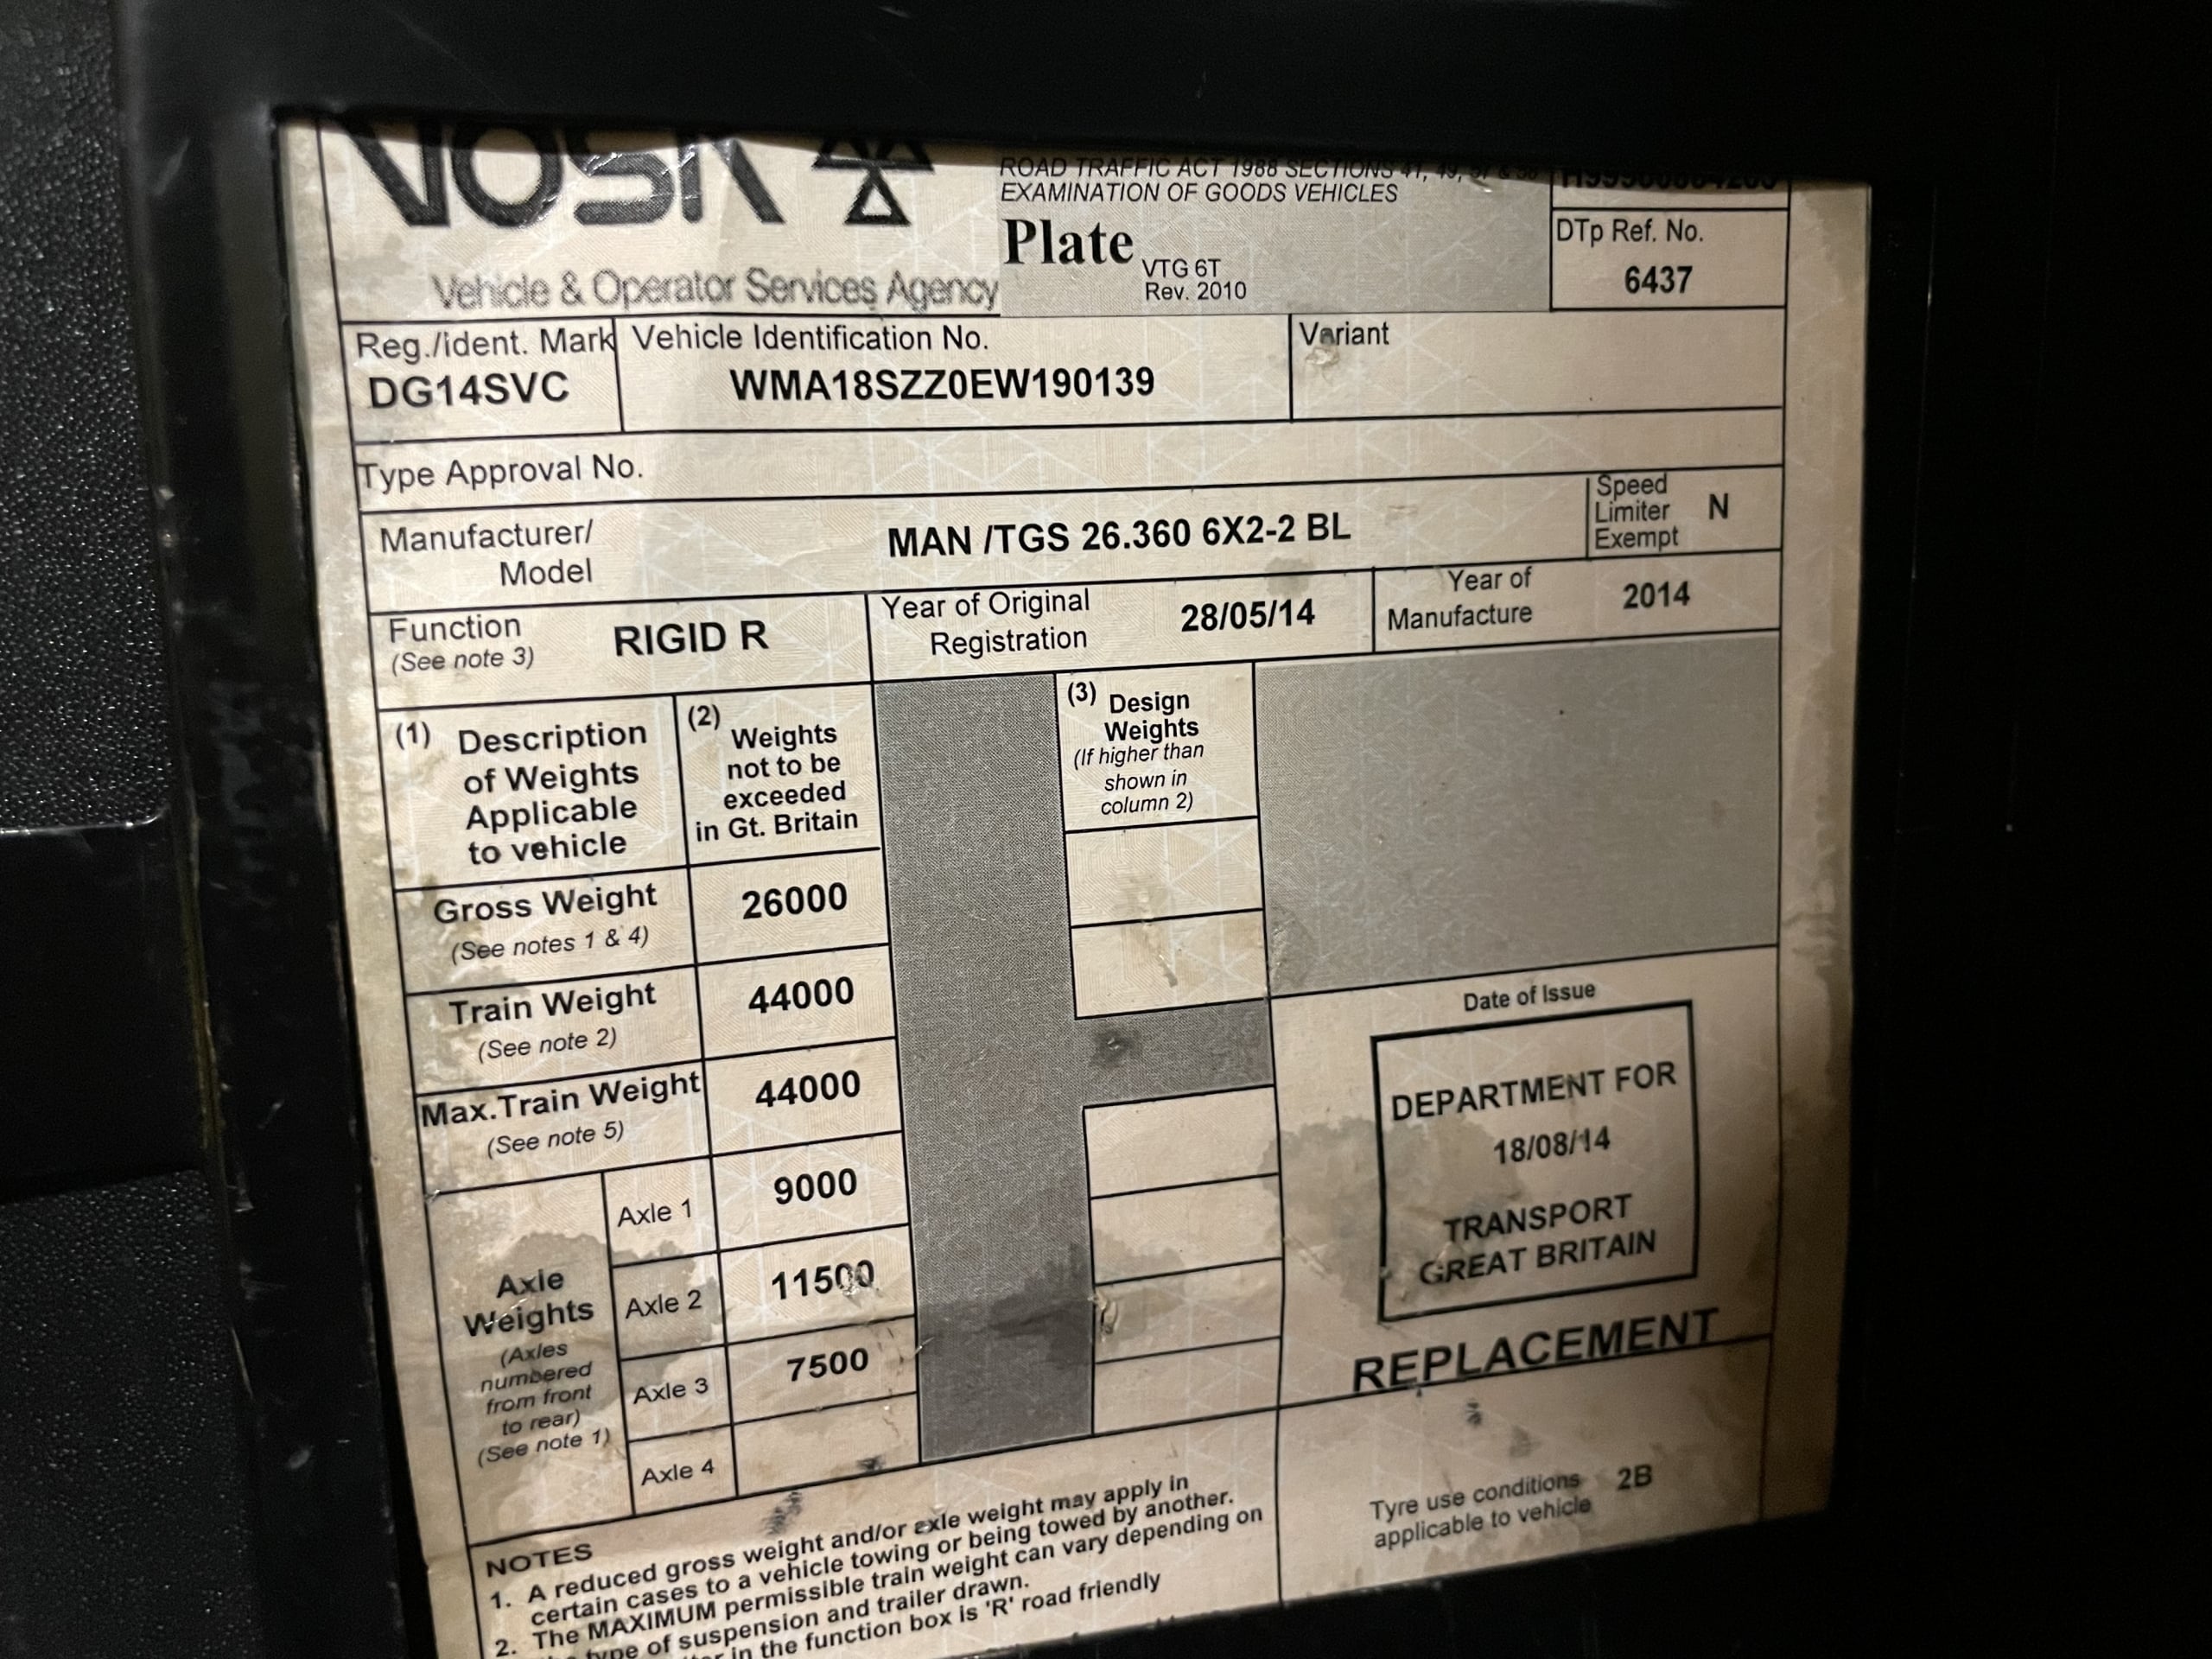 VOSA
ROAD TRAFFIC ACT 1988 SECTIONS 41, 49,
EXAMINATION OF GOODS VEHICLES
Plate
VTG 6T
Rev. 2010
DTp Ref. No.
6437
Vehicle & Operator Services Agency
Reg./ident. Mark
DG14SVC
Vehicle Identification No.
WMA18SZZ0EW190139
Variant
Type Approval No.
Manufacturer/
Model
MAN /TGS 26.360 6X2-2 BL
Speed
Limiter
Exempt
N
Function
(See note 3)
RIGID R
Year of Original
Registration
28/05/14
Year of
Manufacture
2014
(1) Description
of Weights
Applicable
to vehicle
(2) Weights
not to be
exceeded
in Gt. Britain
(3) Design
Weights
(If higher than
shown in
column 2)
Gross Weight
(See notes 1 & 4)
26000
Train Weight
(See note 2)
44000
Max.Train Weight
(See note 5)
44000
Axle
Weights
(Axles
numbered
from front
to rear)
(See note 1)
Axle 1
9000
Axle 2
11500
Axle 3
7500
Axle 4
Date of Issue
DEPARTMENT FOR
18/08/14
TRANSPORT
GREAT BRITAIN
REPLACEMENT
Tyre use conditions
applicable to vehicle
2B
NOTES
1. A reduced gross weight and/or axle weight may apply in
certain cases to a vehicle towing or being towed by another.
2. The MAXIMUM permissible train weight can vary depending on
type of suspension and trailer drawn.
in the function box is 'R' road friendly